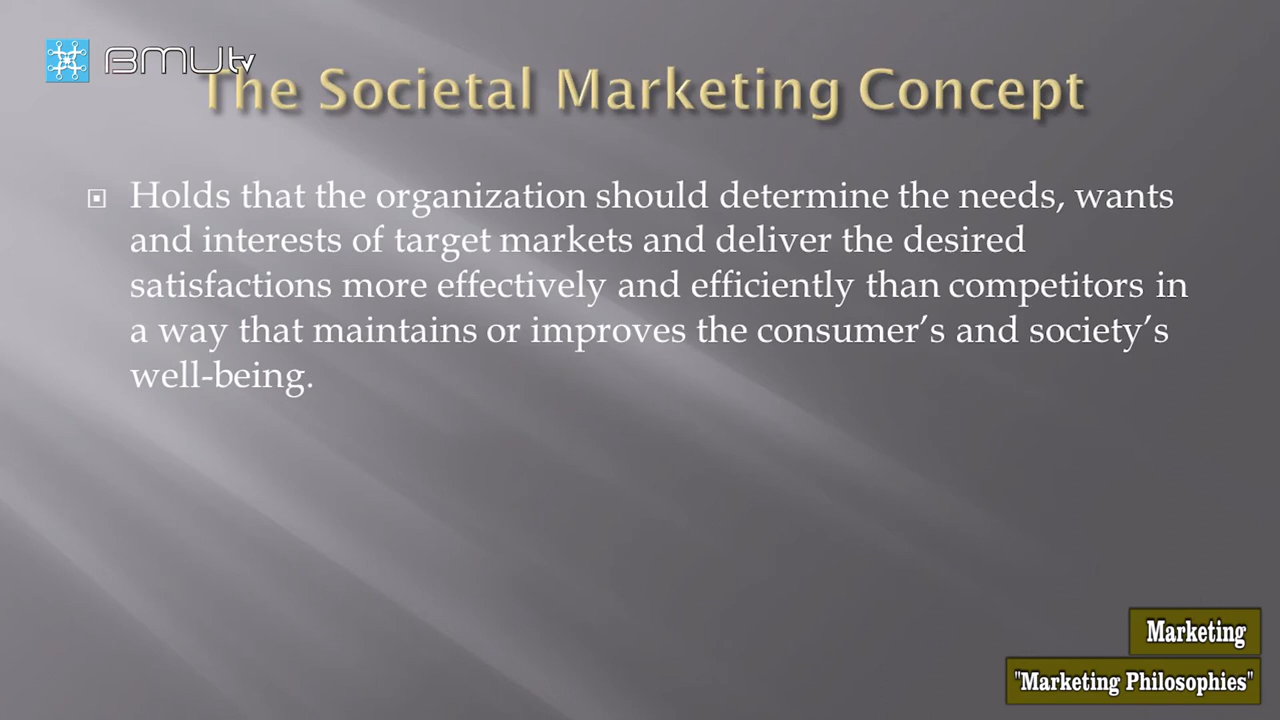 BMUtv
The Societal Marketing Concept
Holds that the organization should determine the needs, wants
and interests of target markets and deliver the desired
satisfactions more effectively and efficiently than competitors in
a way that maintains or improves the consumer’s and society’s
well-being.
Marketing
"Marketing Philosophies"